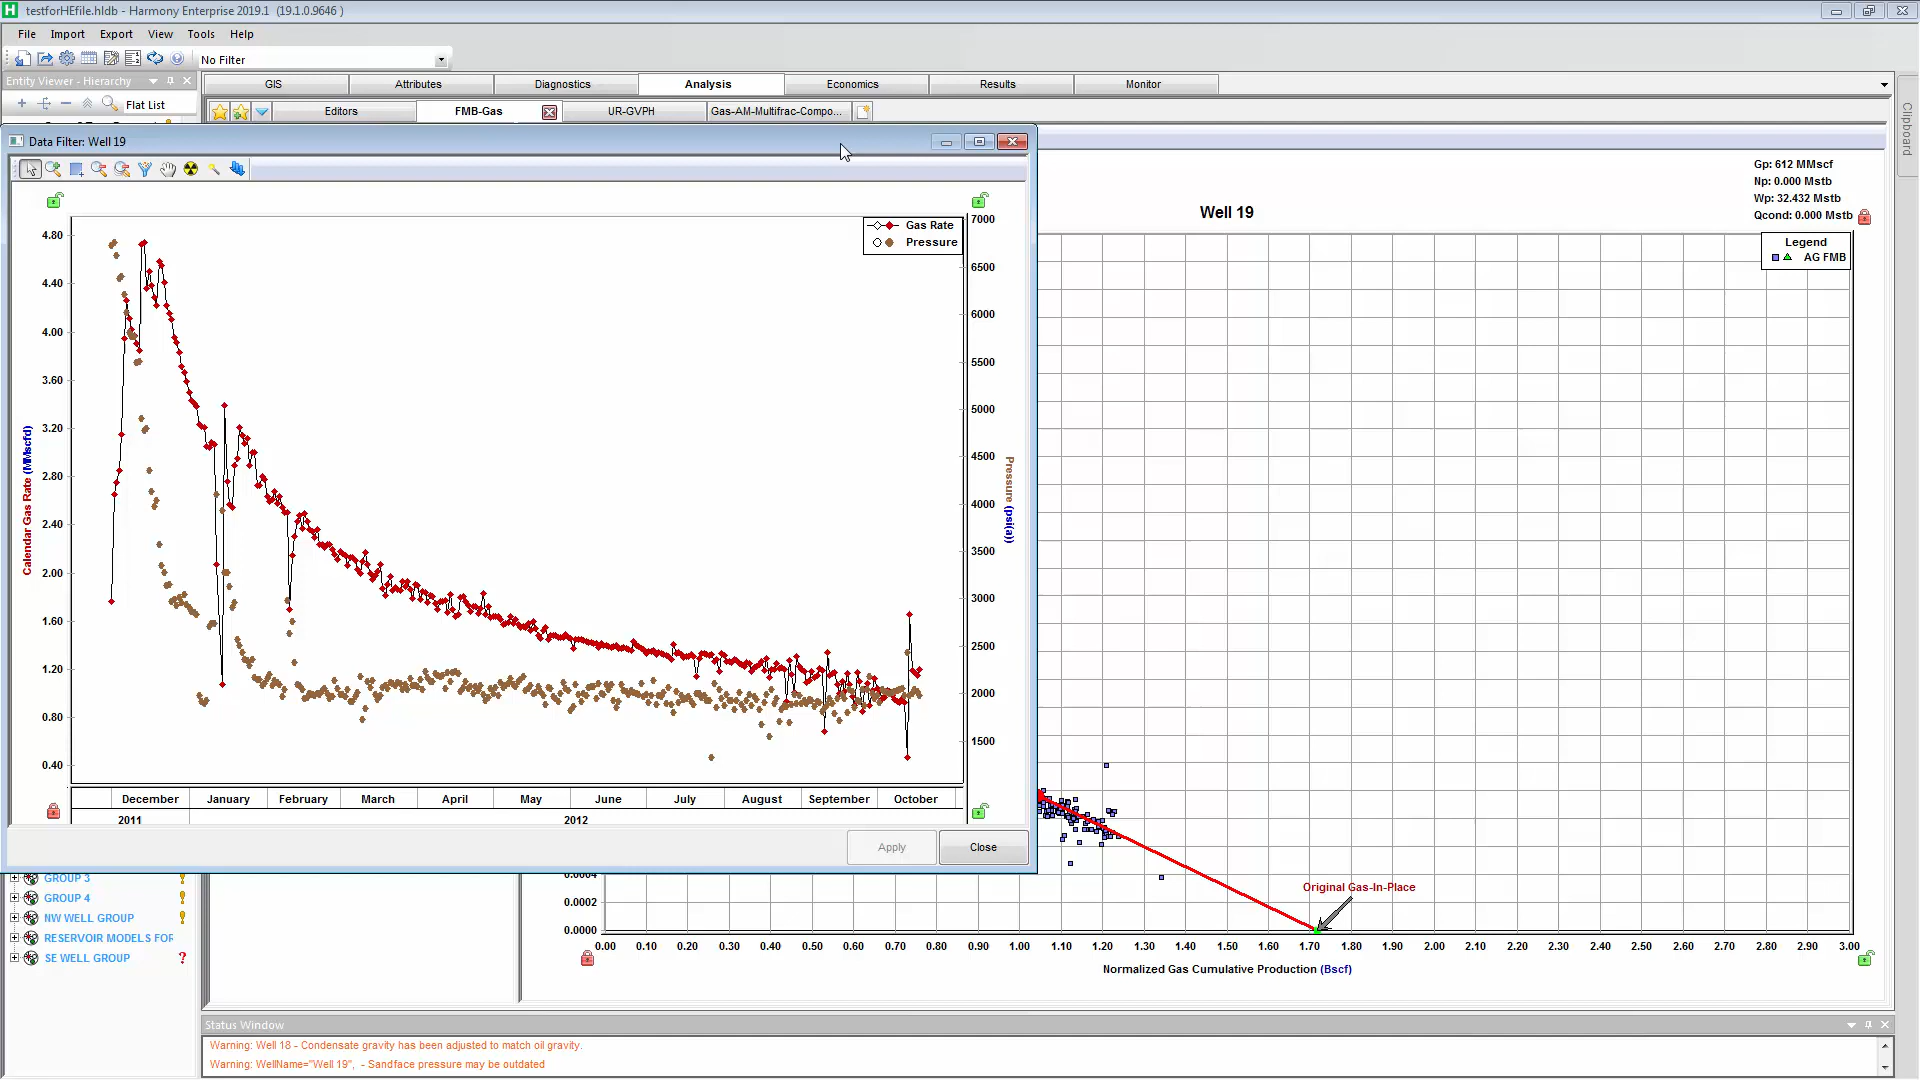 testforHEfile.hldb - Harmony Enterprise 2019.1 (19.1.0.9646 )
File Import Export View Tools Help
No Filter
Entity Viewer - Hierarchy
Flat List
GIS Attributes Diagnostics Analysis Economics Results Monitor
Editors FMB-Gas UR-GVPH Gas-AM-Multifrac-Compo...
Clipboard
Data Filter: Well 19
Gas Rate
Pressure
4.80
4.40
4.00
3.60
3.20
2.80
2.40
2.00
1.60
1.20
0.80
0.40
Calendar Gas Rate (MMscfd)
7000
6500
6000
5500
5000
4500
4000
3500
3000
2500
2000
1500
Pressure (psi(a))
December January February March April May June July August September October
2011 2012
Apply Close
Gp: 612 MMscf
Np: 0.000 Mstb
Wp: 32.432 Mstb
Qcond: 0.000 Mstb
Well 19
Legend
AG FMB
Original Gas-In-Place
0.0004
0.0002
0.0000
0.00 0.10 0.20 0.30 0.40 0.50 0.60 0.70 0.80 0.90 1.00 1.10 1.20 1.30 1.40 1.50 1.60 1.70 1.80 1.90 2.00 2.10 2.20 2.30 2.40 2.50 2.60 2.70 2.80 2.90 3.00
Normalized Gas Cumulative Production (Bscf)
GROUP 3
GROUP 4
NW WELL GROUP
RESERVOIR MODELS FOR
SE WELL GROUP
Status Window
Warning: Well 18 - Condensate gravity has been adjusted to match oil gravity.
Warning: WellName="Well 19", - Sandface pressure may be outdated